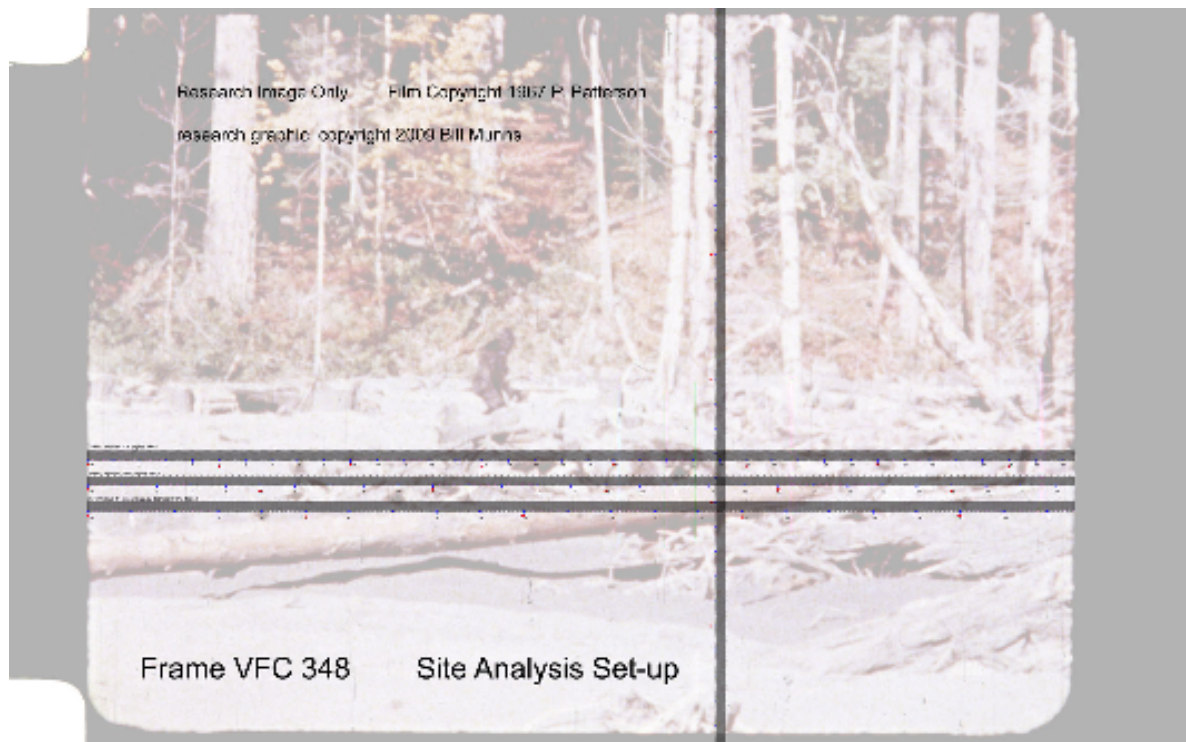 Research Image Only Film Copyright 1967 P. Patterson
research graphic copyright 2009 Bill Munns
Frame VFC 348 Site Analysis Set-up